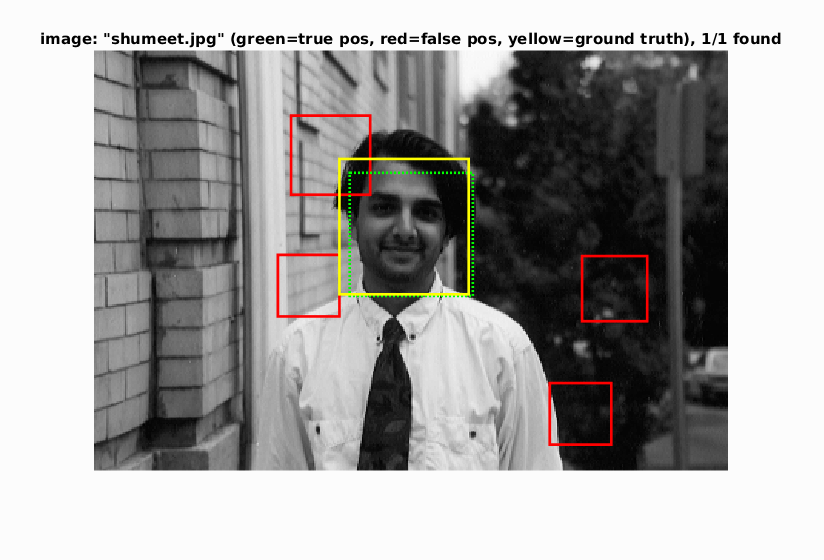 image: "shumeet.jpg" (green=true pos, red=false pos, yellow=ground truth), 1/1 found